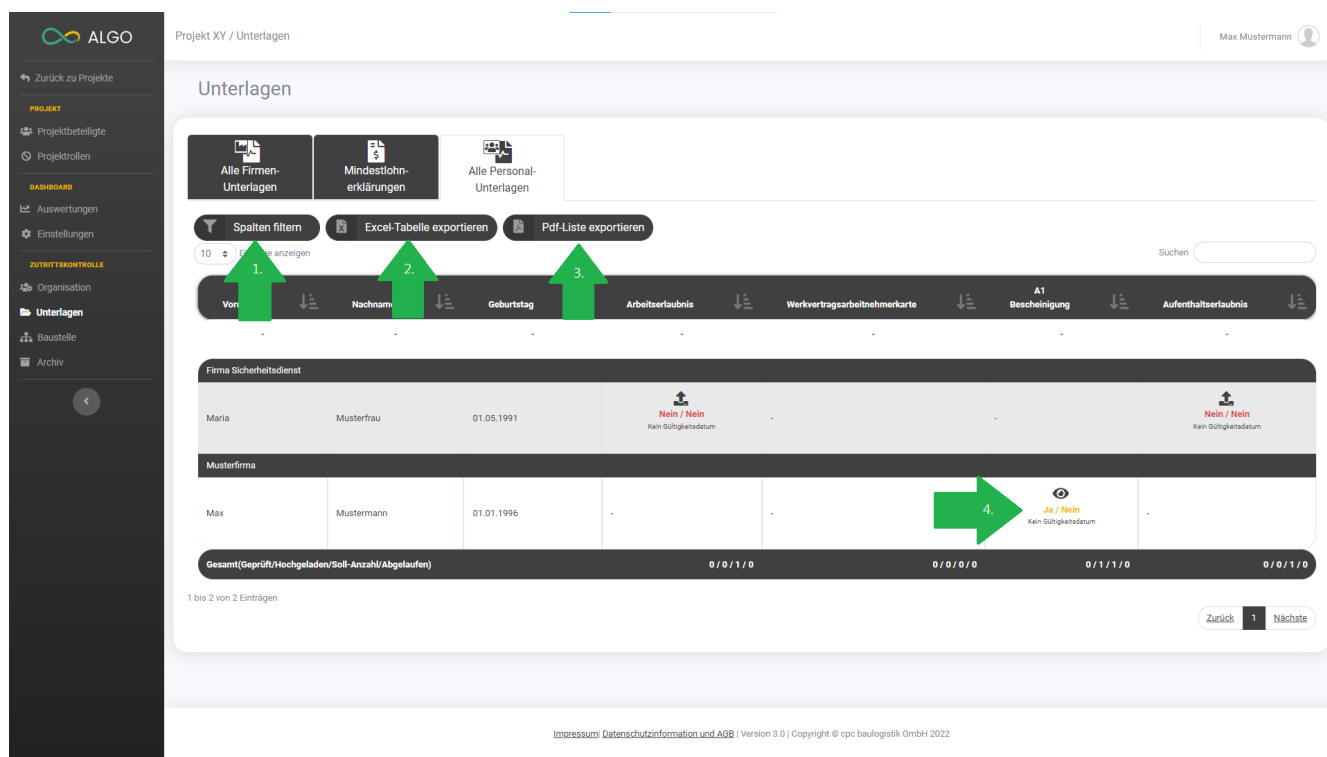 ALGO
Projekt XY / Unterlagen
Max Mustermann
Zurück zu Projekte
PROJEKT
Projektbeteiligte
Projektrollen
DASHBOARD
Auswertungen
Einstellungen
ZUTRITTSKONTROLLE
Organisation
Unterlagen
Baustelle
Archiv
Unterlagen
Alle Firmen-
Unterlagen
Mindestlohn-
erklärungen
Alle Personal-
Unterlagen
Spalten filtern
Excel-Tabelle exportieren
Pdf-Liste exportieren
10 anzeigen
Suchen
1.
2.
3.
Nachname Geburtstag Arbeitserlaubnis Werkvertragsarbeitnehmerkarte A1 Bescheinigung Aufenthaltserlaubnis
- - - - - - -
Firma Sicherheitsdienst
Maria Musterfrau 01.05.1991 Nein / Nein - - Nein / Nein
Kein Gültigkeitsdatum Kein Gültigkeitsdatum
Musterfirma
Max Mustermann 01.01.1996 - - 4. Ja / Nein -
Kein Gültigkeitsdatum
Gesamt(Geprüft/Hochgeladen/Soll-Anzahl/Abgelaufen) 0 / 0 / 1 / 0 0 / 0 / 0 / 0 0 / 1 / 1 / 0 0 / 0 / 1 / 0
1 bis 2 von 2 Einträgen
Zurück 1 Nächste
Impressum| Datenschutzinformation und AGB | Version 3.0 | Copyright © cpc baulogistik GmbH 2022